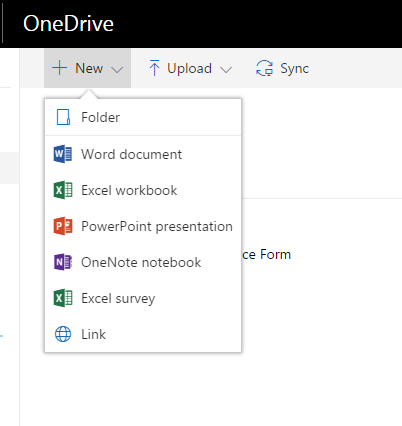 OneDrive
New Upload Sync
Folder
Word document
Excel workbook
PowerPoint presentation
OneNote notebook
ce Form
Excel survey
Link